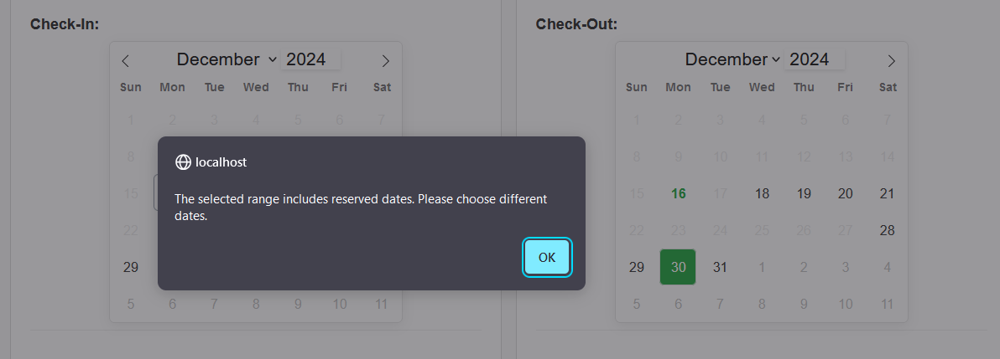 Check-In: Check-Out:
December 2024 December 2024
Sun Mon Tue Wed Thu Fri Sat Sun Mon Tue Wed Thu Fri Sat
1 2 3 4 5 6 7 1 2 3 4 5 6 7
8 8 9 10 11 12 13 14
localhost
The selected range includes reserved dates. Please choose different
dates.
15 15 16 17 18 19 20 21
22 22 23 24 25 26 27 28
OK
29 29 30 31 1 2 3 4
5 6 7 8 9 10 11 5 6 7 8 9 10 11